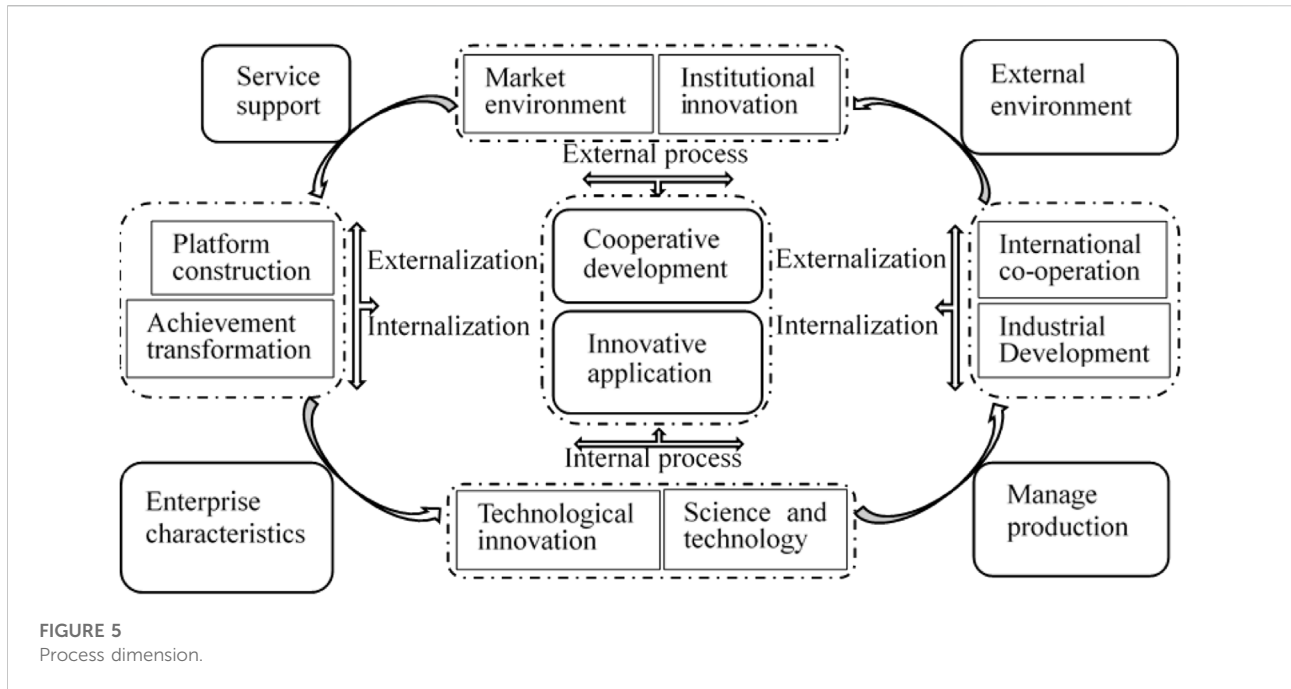 Service
support
Market
environment
Institutional
innovation
External
environment
External process
Platform
construction
Achievement
transformation
Externalization
Internalization
Cooperative
development
Innovative
application
Externalization
Internalization
International
co-operation
Industrial
Development
Internal process
Enterprise
characteristics
Technological
innovation
Science and
technology
Manage
production
FIGURE 5
Process dimension.